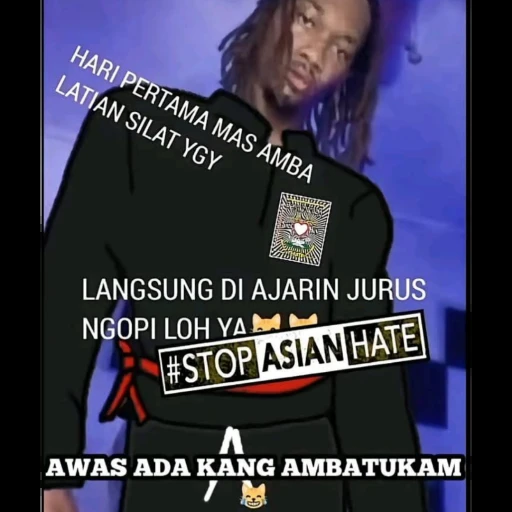 HARI PERTAMA MAS AMBA
LATIAN SILAT YGY
LANGSUNG DI AJARIN JURUS
NGOPI LOH YA😹😹
#STOP ASIAN HATE
AWAS ADA KANG AMBATUKAM
😹